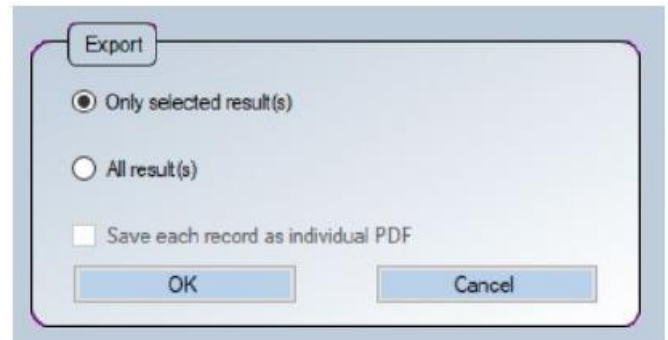 Export
Only selected result(s)
All result(s)
Save each record as individual PDF
OK Cancel